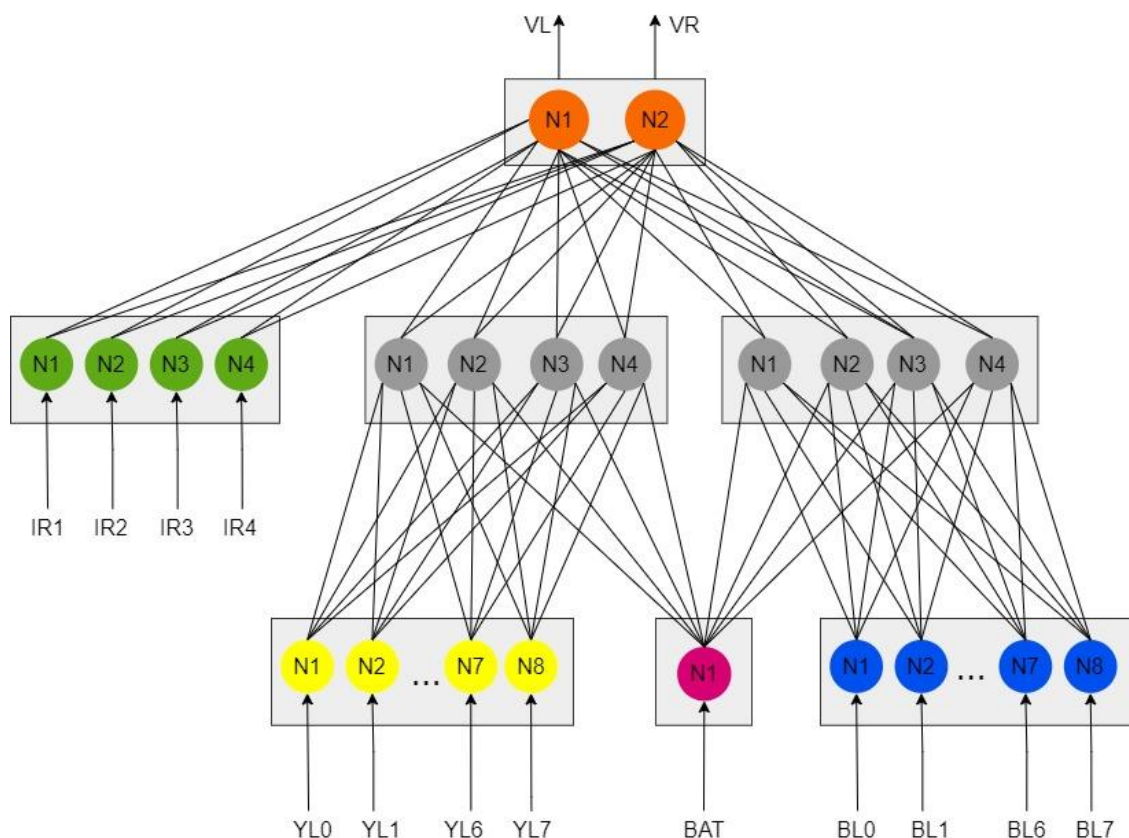 VL VR
N1 N2
N1 N2 N3 N4 N1 N2 N3 N4 N1 N2 N3 N4
IR1 IR2 IR3 IR4
N1 N2 ... N7 N8 N1 N1 N2 ... N7 N8
YL0 YL1 YL6 YL7 BAT BL0 BL1 BL6 BL7